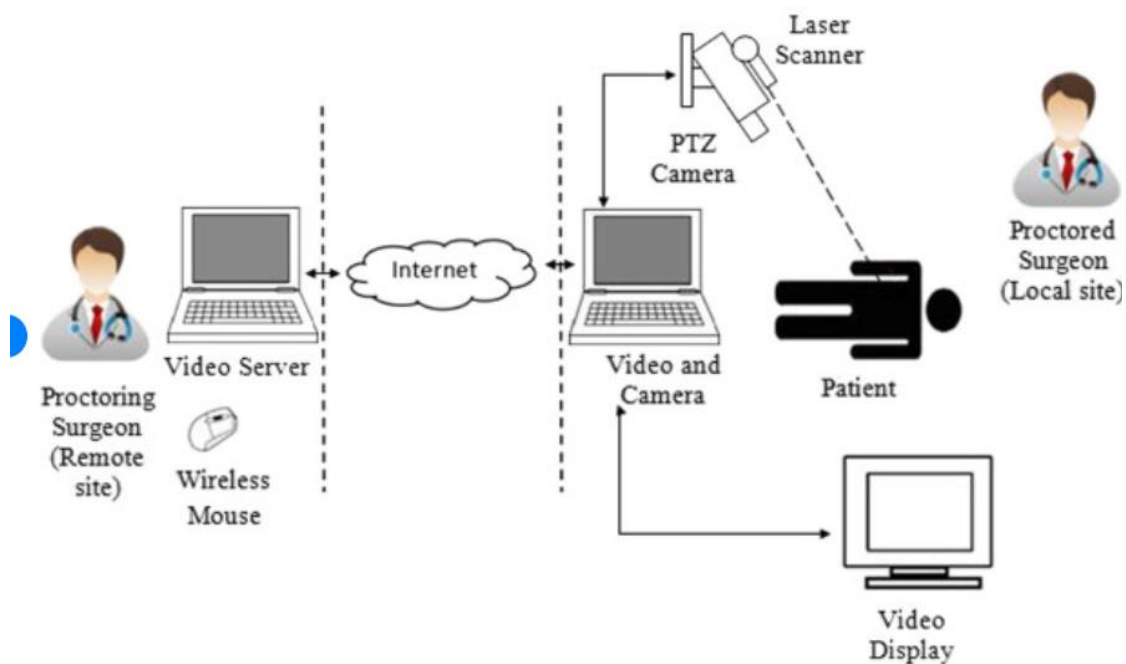 Laser
Scanner
PTZ
Camera
Proctored
Surgeon
(Local site)
Internet
Video Server
Video and
Camera
Patient
Proctoring
Surgeon
(Remote
site)
Wireless
Mouse
Video
Display